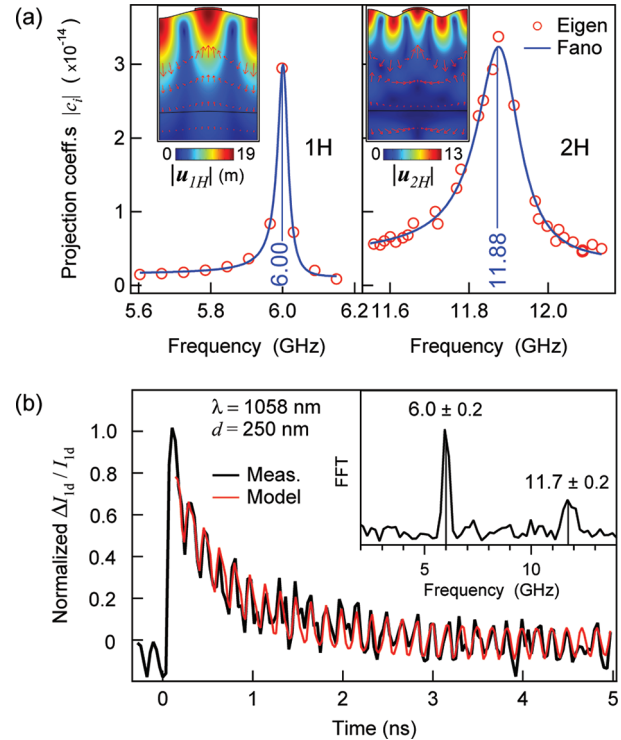 (a)
Projection coeff.s |cᵢ| (x10⁻¹⁴)
3
2
1
0
0 19
|u1H| (m)
1H
6.00
5.6 5.8 6.0 6.2
Frequency (GHz)
0 13
|u2H|
Eigen
Fano
2H
11.88
11.6 11.8 12.0
Frequency (GHz)
(b)
Normalized ΔI1d / I1d
1.0
0.8
0.6
0.4
0.2
0
λ = 1058 nm
d = 250 nm
Meas.
Model
FFT
6.0 ± 0.2
11.7 ± 0.2
5 10
Frequency (GHz)
0 1 2 3 4 5
Time (ns)